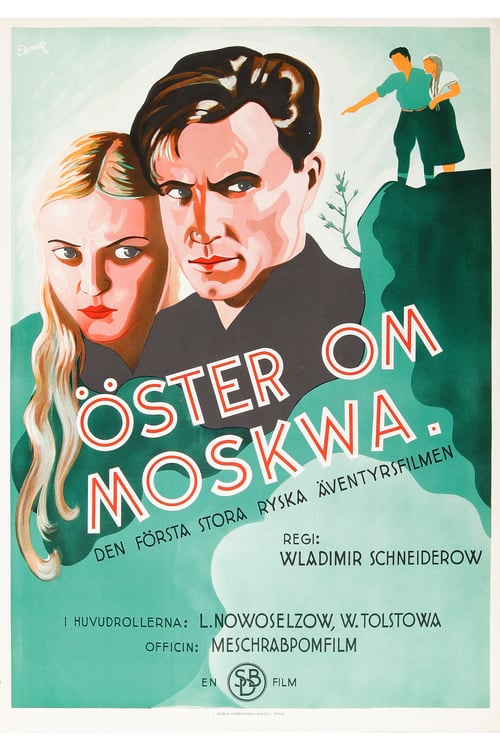 ÖSTER OM
MOSKWA.
DEN FÖRSTA STORA RYSKA ÄVENTYRSFILMEN
REGI:
WLADIMIR SCHNEIDEROW
I HUVUDROLLERNA: L. NOWOSELZOW, W. TOLSTOWA
OFFICIN: MESCHRABPOMFILM
EN SBD FILM